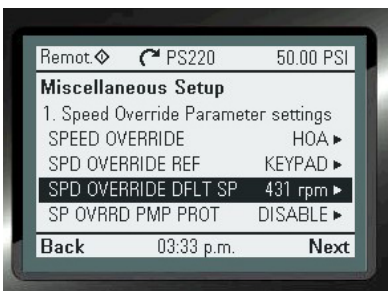 Remot. PS220 50.00 PSI
Miscellaneous Setup
1. Speed Override Parameter settings
SPEED OVERRIDE HOA ▸
SPD OVERRIDE REF KEYPAD ▸
SPD OVERRIDE DFLT SP 431 rpm ▸
SP OVRRD PMP PROT DISABLE ▸
Back 03:33 p.m. Next